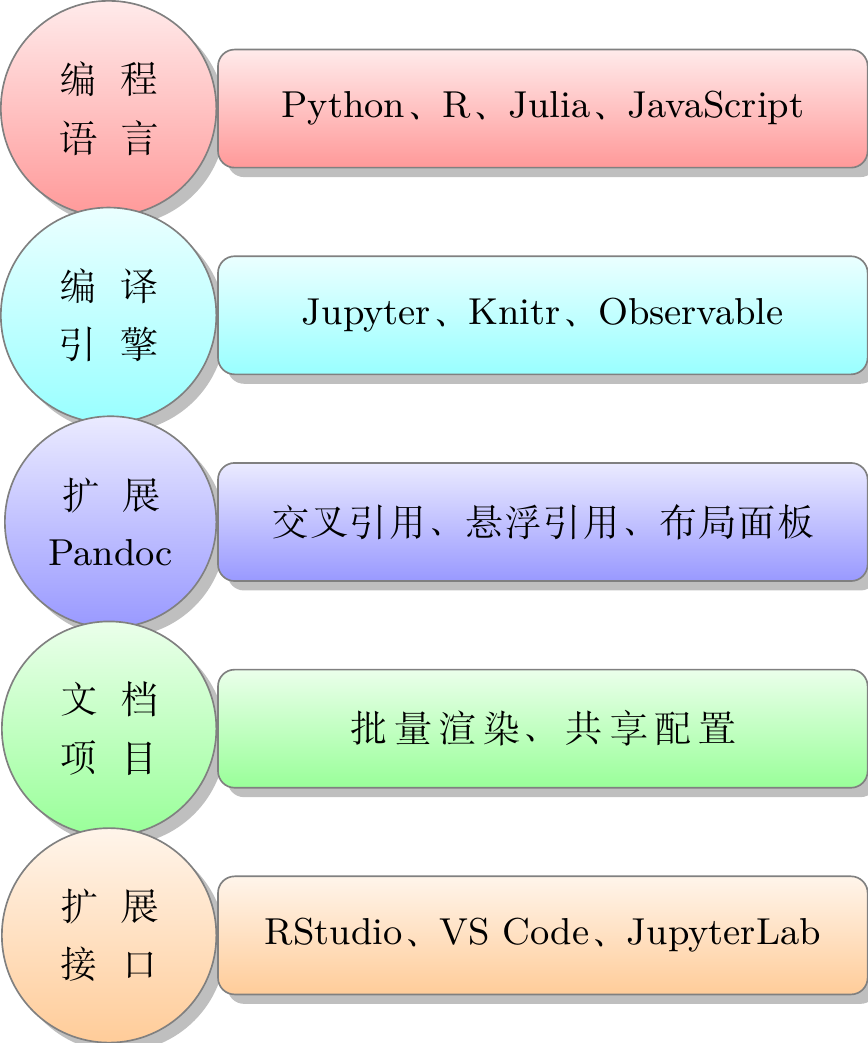 编 程
语 言
Python、R、Julia、JavaScript
编 译
引 擎
Jupyter、Knitr、Observable
扩 展
Pandoc
交叉引用、悬浮引用、布局面板
文 档
项 目
批量渲染、共享配置
扩 展
接 口
RStudio、VS Code、JupyterLab